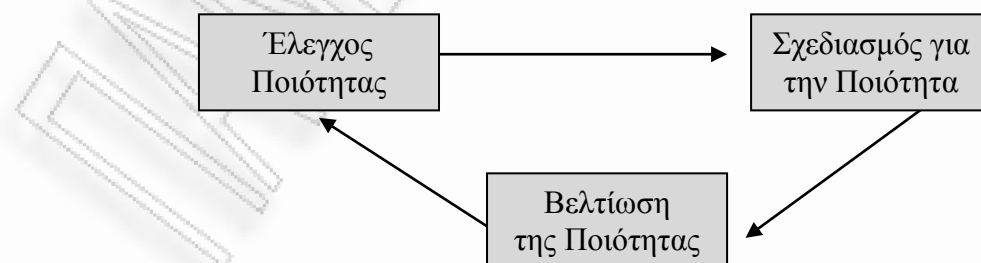 Έλεγχος
Ποιότητας
Σχεδιασμός για
την Ποιότητα
Βελτίωση
της Ποιότητας